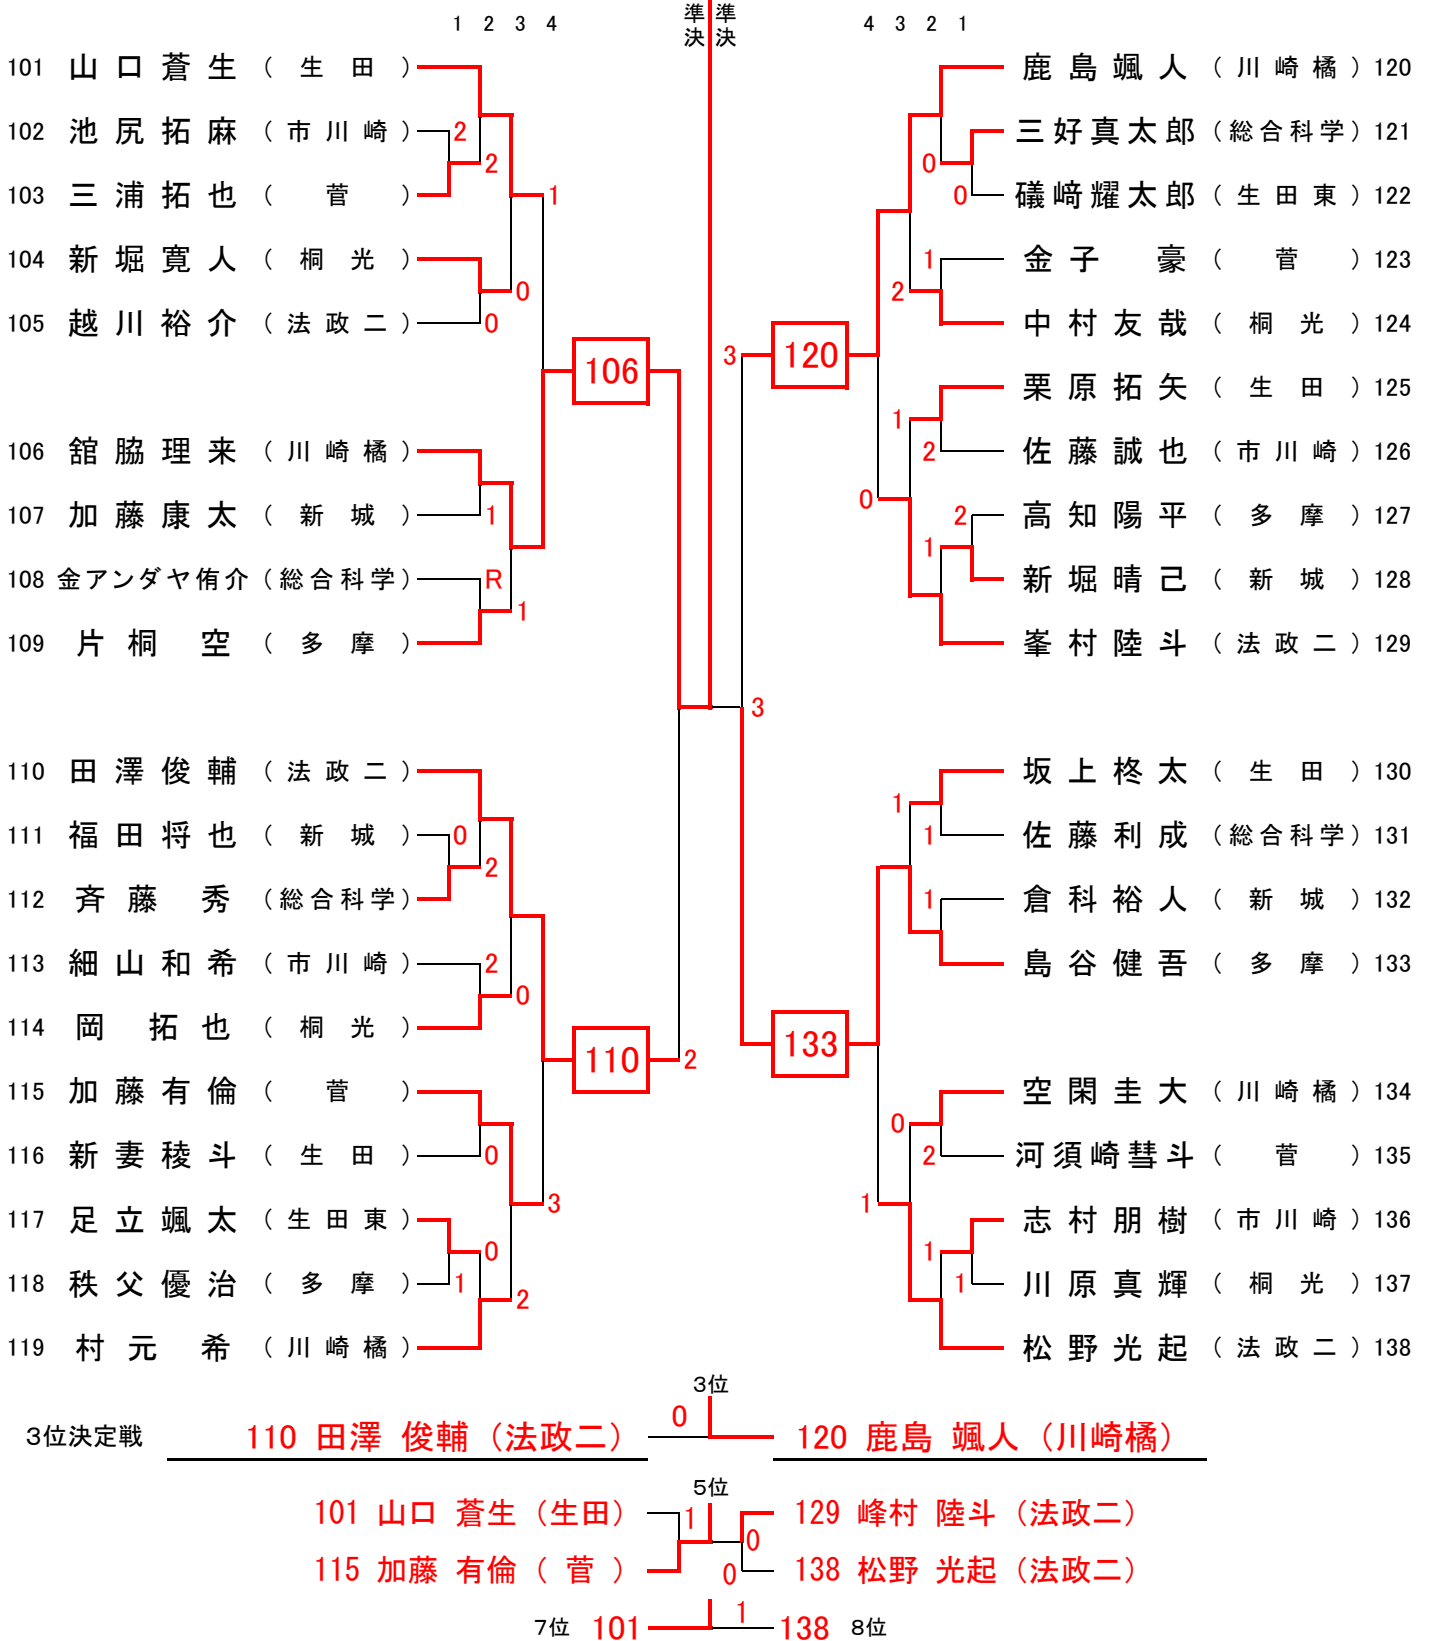 1 2 3 4 準決 準決 4 3 2 1
101 山口蒼生 (生田) 鹿島颯人 (川崎橘) 120
102 池尻拓麻 (市川崎) 2 三好真太郎 (総合科学) 121
2 0
103 三浦拓也 (菅) 1 0 礒﨑耀太郎 (生田東) 122
104 新堀寛人 (桐光) 1 金子 豪 (菅) 123
0 2
105 越川裕介 (法政二) 0 中村友哉 (桐光) 124
106 3 120
栗原拓矢 (生田) 125
1
106 舘脇理来 (川崎橘) 2 佐藤誠也 (市川崎) 126
0
107 加藤康太 (新城) 1 2 高知陽平 (多摩) 127
1
108 金アンダヤ侑介 (総合科学) R 新堀晴己 (新城) 128
1
109 片桐 空 (多摩) 峯村陸斗 (法政二) 129
3
110 田澤俊輔 (法政二) 坂上柊太 (生田) 130
1
111 福田将也 (新城) 0 1 佐藤利成 (総合科学) 131
2
112 斉藤 秀 (総合科学) 1 倉科裕人 (新城) 132
113 細山和希 (市川崎) 2 島谷健吾 (多摩) 133
0
114 岡 拓也 (桐光) 133
110 2
115 加藤有倫 (菅) 空閑圭大 (川崎橘) 134
0
116 新妻稜斗 (生田) 0 2 河須崎彗斗 (菅) 135
3 1
117 足立颯太 (生田東) 志村朋樹 (市川崎) 136
0 1
118 秩父優治 (多摩) 1 1 川原真輝 (桐光) 137
2
119 村元 希 (川崎橘) 松野光起 (法政二) 138
3位
3位決定戦 110 田澤 俊輔 (法政二) 0 120 鹿島 颯人 (川崎橘)
5位
101 山口 蒼生 (生田) 1 129 峰村 陸斗 (法政二)
0
115 加藤 有倫 (菅) 0 138 松野 光起 (法政二)
7位 101 1 138 8位